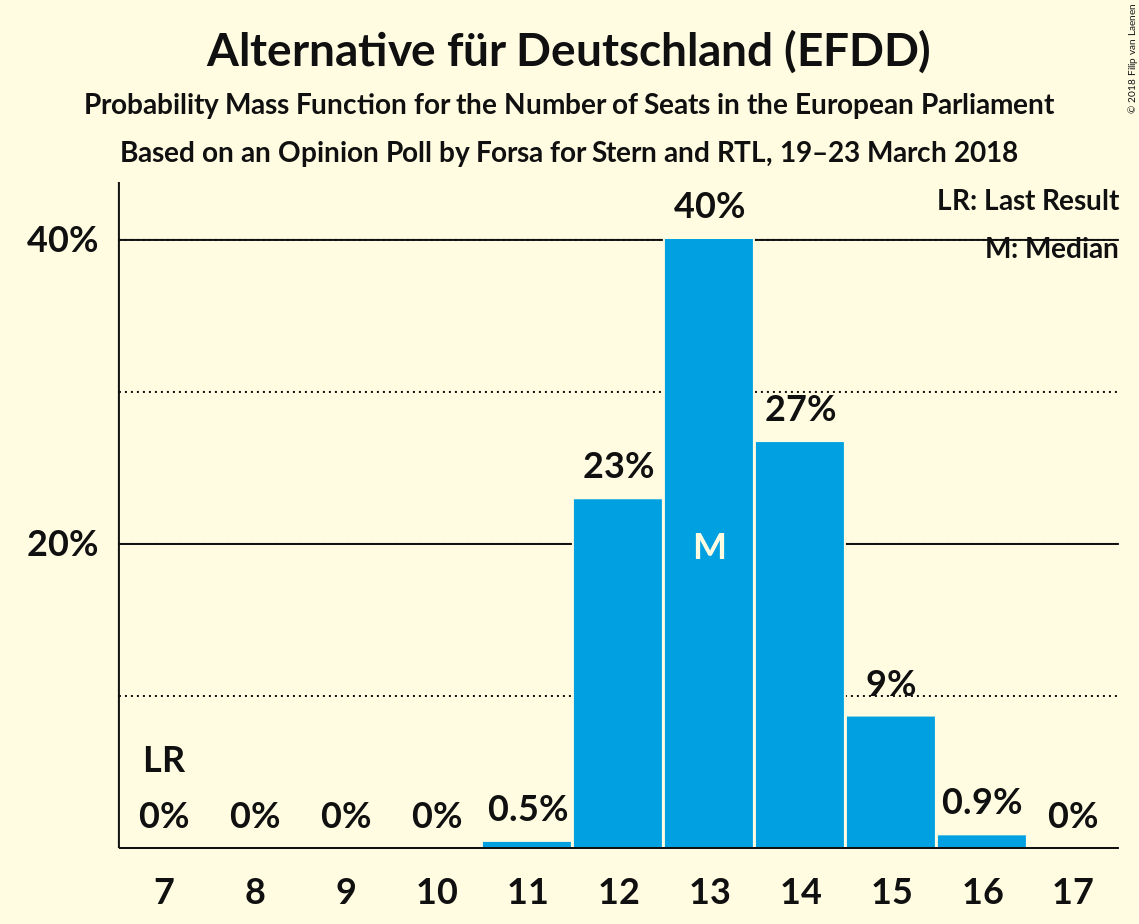 Alternative für Deutschland (EFDD)
Probability Mass Function for the Number of Seats in the European Parliament
Based on an Opinion Poll by Forsa for Stern and RTL, 19–23 March 2018
© 2018 Filip van Laenen
LR: Last Result
M: Median
40%
20%
LR
0%
0%
0%
0%
0.5%
23%
40%
M
27%
9%
0.9%
0%
7 8 9 10 11 12 13 14 15 16 17